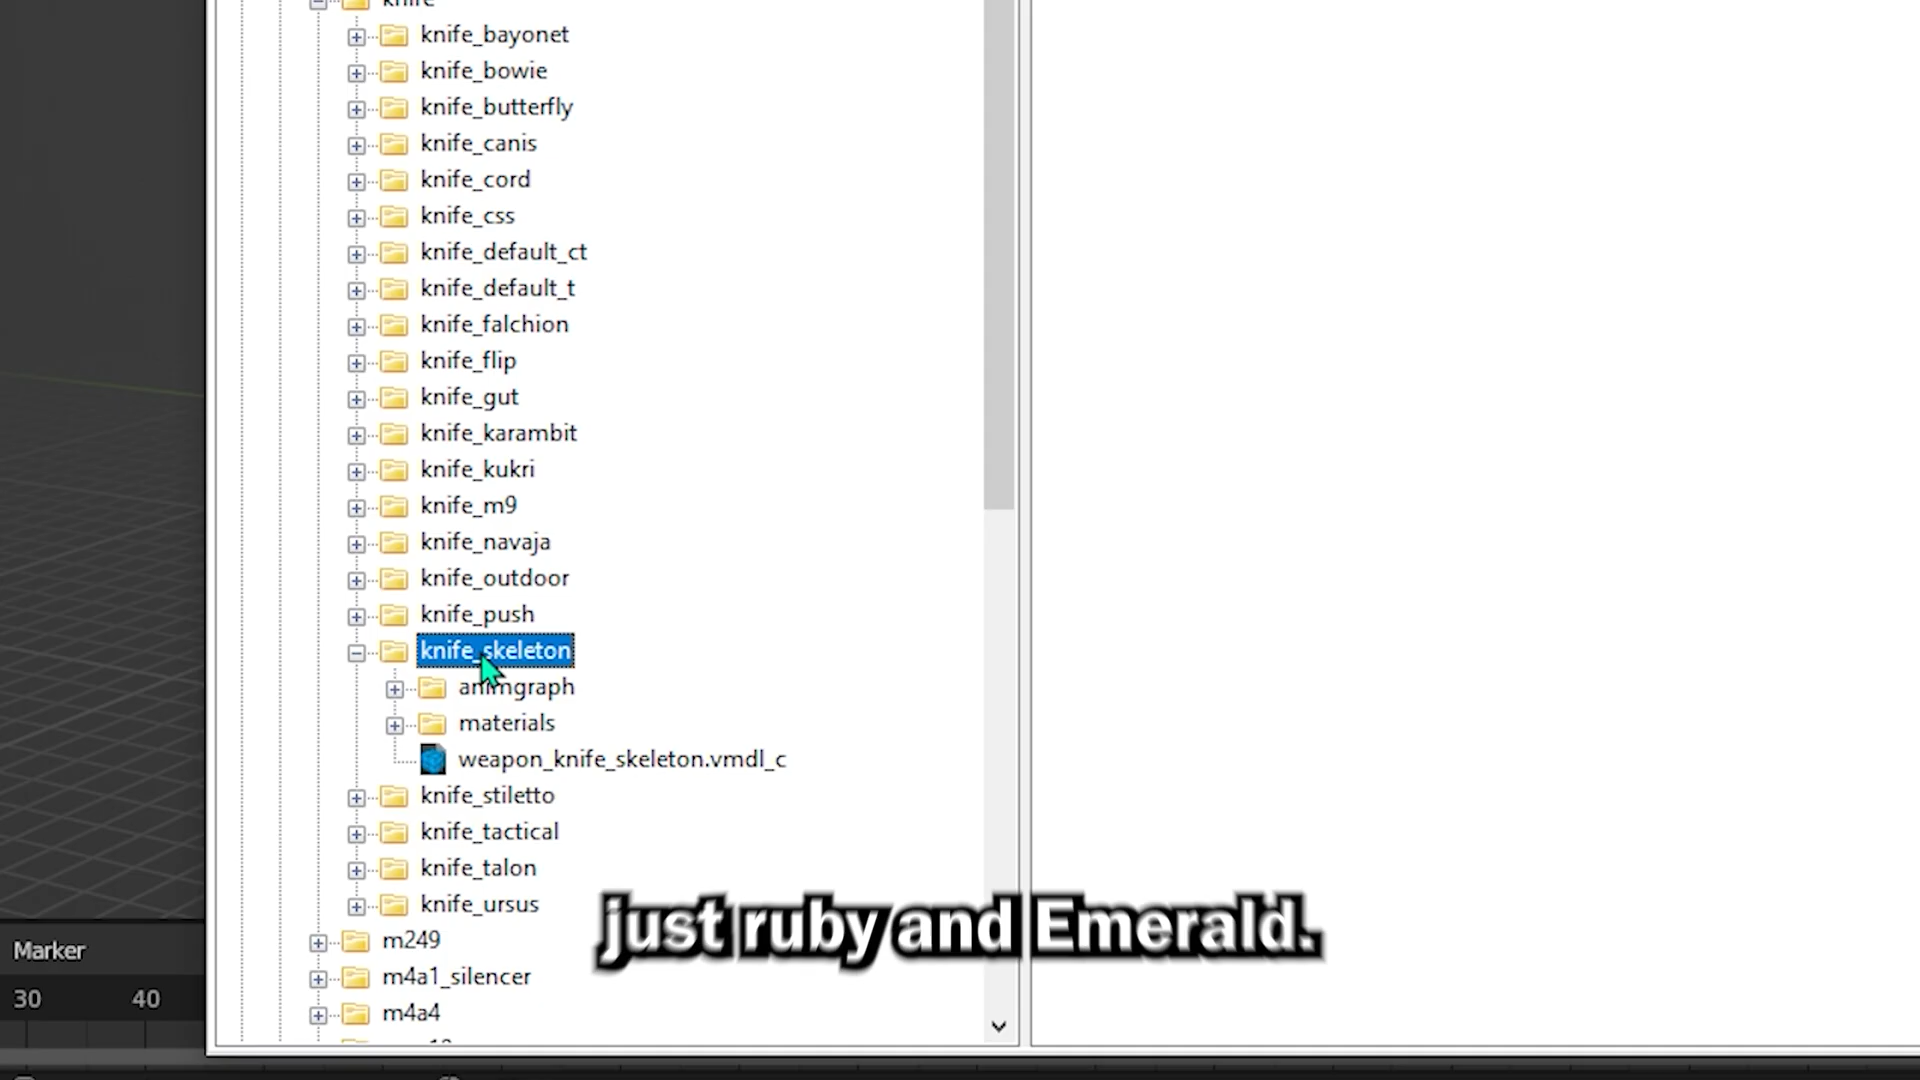 knife
knife_bayonet
knife_bowie
knife_butterfly
knife_canis
knife_cord
knife_css
knife_default_ct
knife_default_t
knife_falchion
knife_flip
knife_gut
knife_karambit
knife_kukri
knife_m9
knife_navaja
knife_outdoor
knife_push
knife_skeleton
animgraph
materials
weapon_knife_skeleton.vmdl_c
knife_stiletto
knife_tactical
knife_talon
knife_ursus
just ruby and Emerald.
m249
Marker
m4a1_silencer
30 40
m4a4